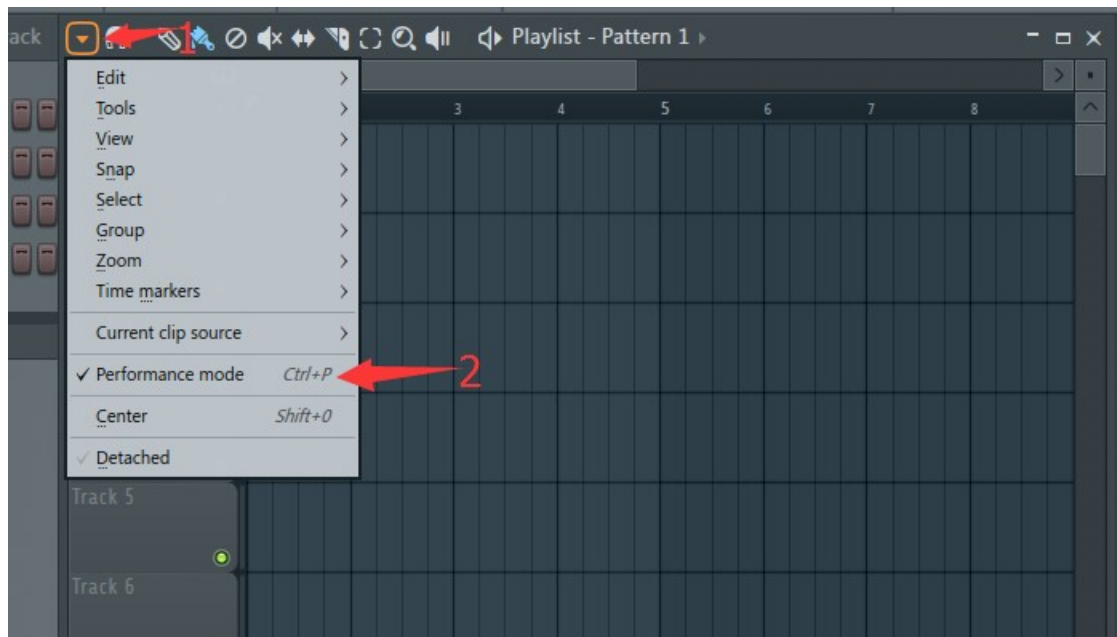 ack
1
Playlist - Pattern 1
3 4 5 6 7 8
Edit
Tools
View
Snap
Select
Group
Zoom
Time markers
Current clip source
Performance mode Ctrl+P
2
Center Shift+0
Detached
Track 5
Track 6